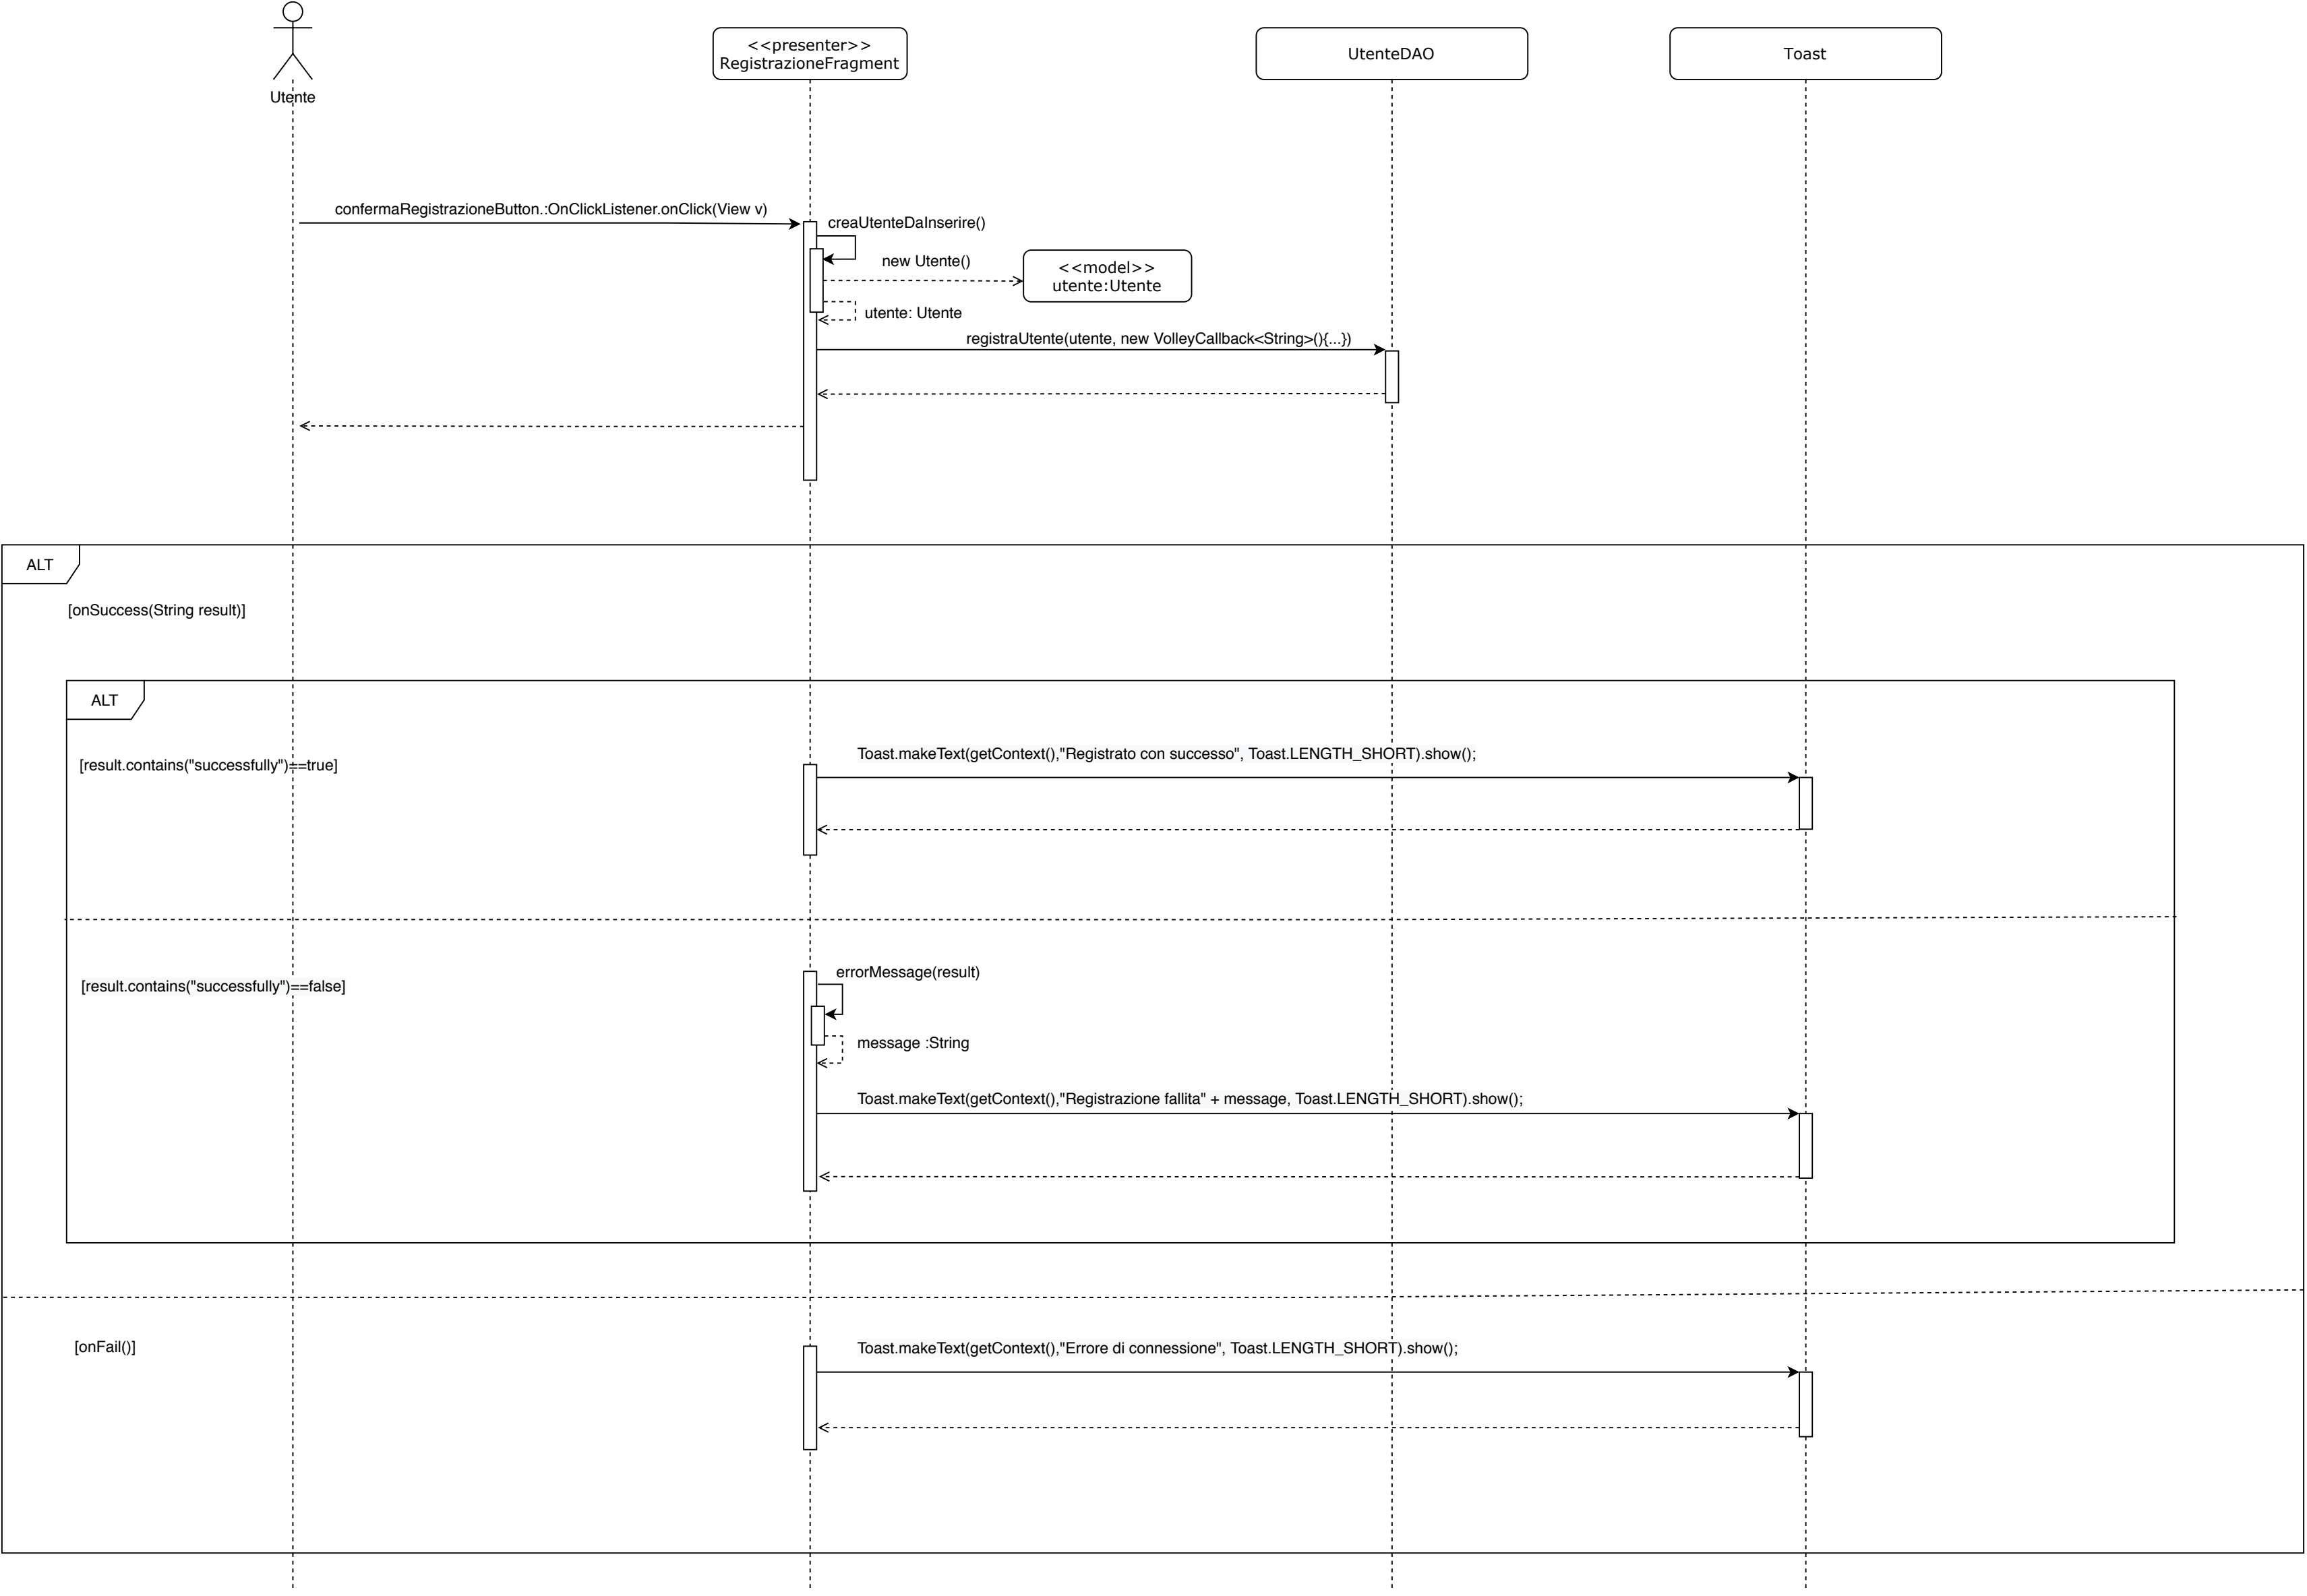 Utente
<<presenter>>
RegistrazioneFragment
UtenteDAO
Toast
confermaRegistrazioneButton.:OnClickListener.onClick(View v)
creaUtenteDaInserire()
new Utente()
<<model>>
utente:Utente
utente: Utente
registraUtente(utente, new VolleyCallback<String>(){...})
ALT
[onSuccess(String result)]
ALT
Toast.makeText(getContext(),"Registrato con successo", Toast.LENGTH_SHORT).show();
[result.contains("successfully")==true]
errorMessage(result)
[result.contains("successfully")==false]
message :String
Toast.makeText(getContext(),"Registrazione fallita" + message, Toast.LENGTH_SHORT).show();
[onFail()]
Toast.makeText(getContext(),"Errore di connessione", Toast.LENGTH_SHORT).show();